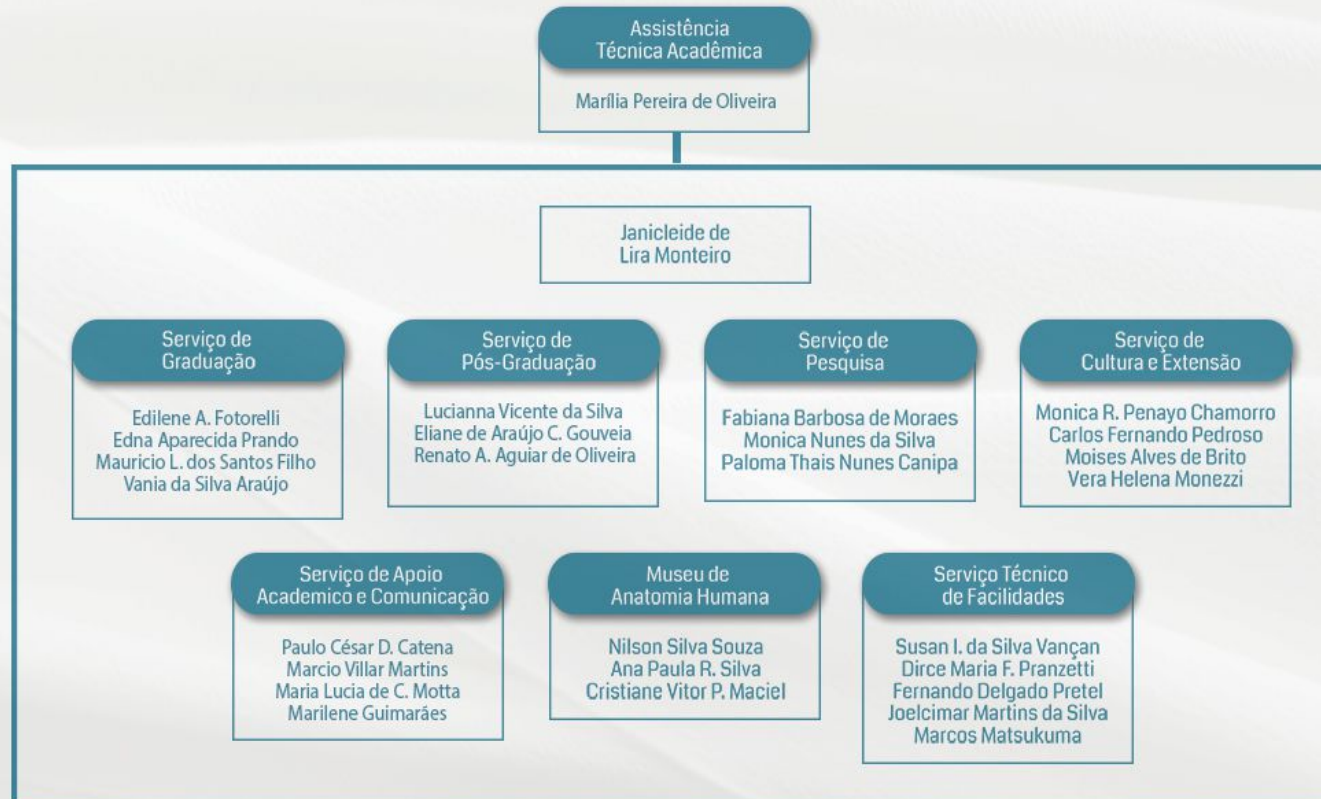 Assistência
Técnica Acadêmica
Marília Pereira de Oliveira
Janicleide de
Lira Monteiro
Serviço de
Graduação
Edilene A. Fotorelli
Edna Aparecida Prando
Mauricio L. dos Santos Filho
Vania da Silva Araújo
Serviço de
Pós-Graduação
Lucianna Vicente da Silva
Eliane de Araújo C. Gouveia
Renato A. Aguiar de Oliveira
Serviço de
Pesquisa
Fabiana Barbosa de Moraes
Monica Nunes da Silva
Paloma Thais Nunes Canipa
Serviço de
Cultura e Extensão
Monica R. Penayo Chamorro
Carlos Fernando Pedroso
Moises Alves de Brito
Vera Helena Monezzi
Serviço de Apoio
Academico e Comunicação
Paulo César D. Catena
Marcio Villar Martins
Maria Lucia de C. Motta
Marilene Guimarães
Museu de
Anatomia Humana
Nilson Silva Souza
Ana Paula R. Silva
Cristiane Vitor P. Maciel
Serviço Técnico
de Facilidades
Susan I. da Silva Vançan
Dirce Maria F. Pranzetti
Fernando Delgado Pretel
Joelcimar Martins da Silva
Marcos Matsukuma